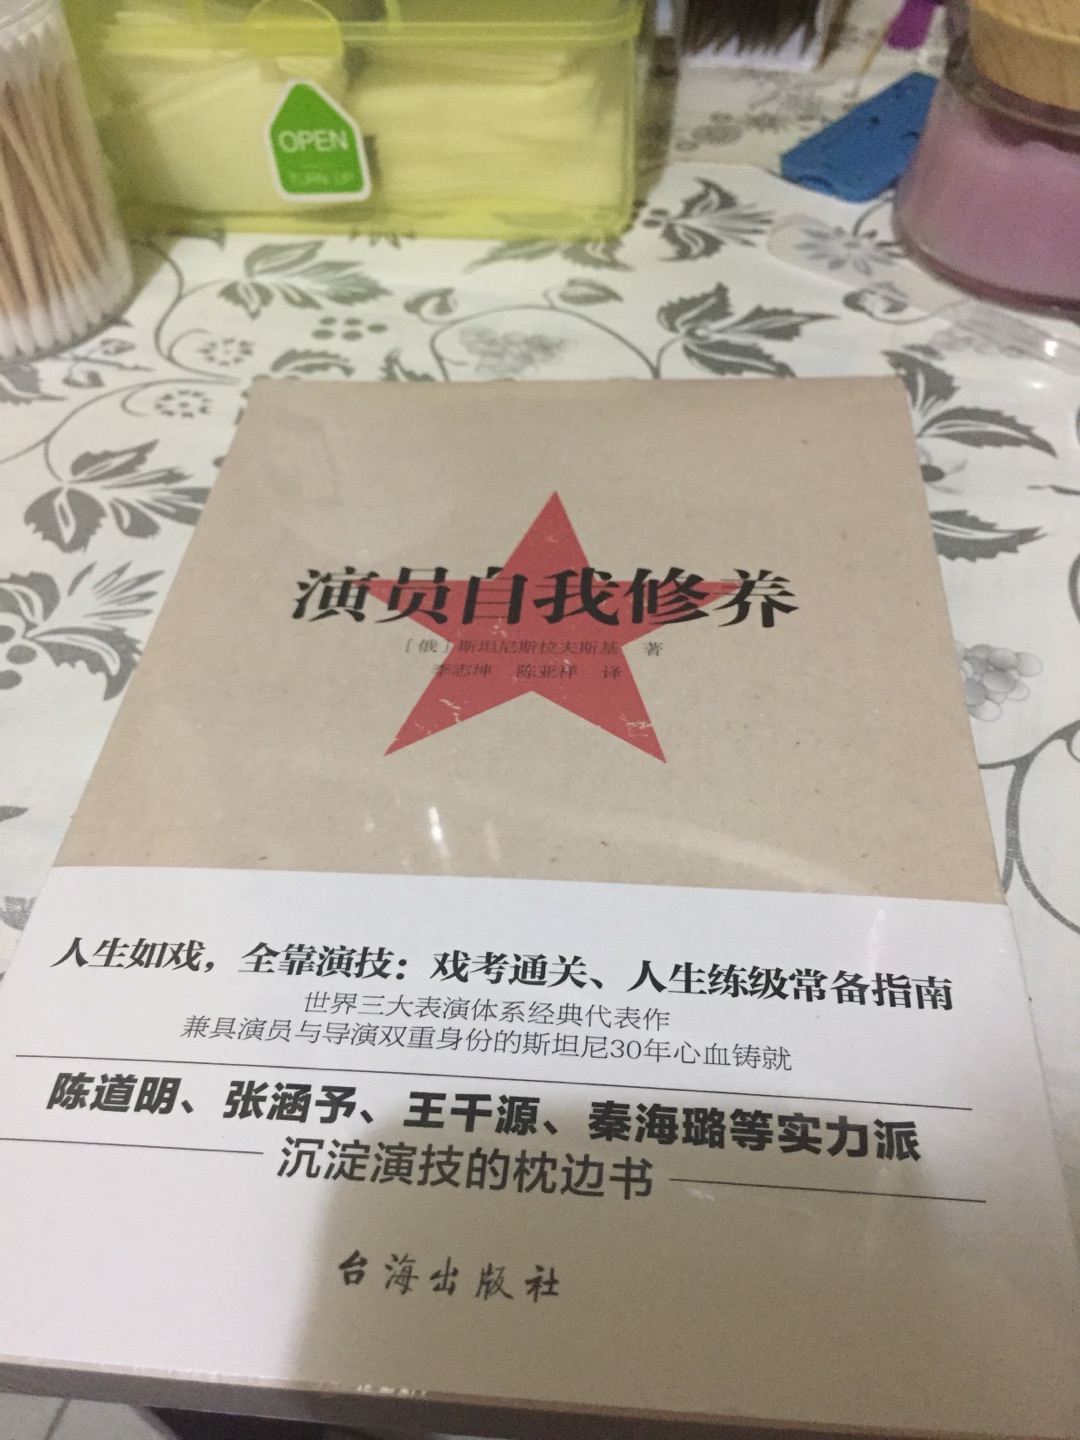 OPEN
TURN UP
演员自我修养
［俄］斯坦尼斯拉夫斯基 著
李志坤 陈亚祥 译
人生如戏，全靠演技：戏考通关、人生练级常备指南
世界三大表演体系经典代表作
兼具演员与导演双重身份的斯坦尼30年心血铸就
陈道明、张涵予、王千源、秦海璐等实力派
沉淀演技的枕边书
台海出版社